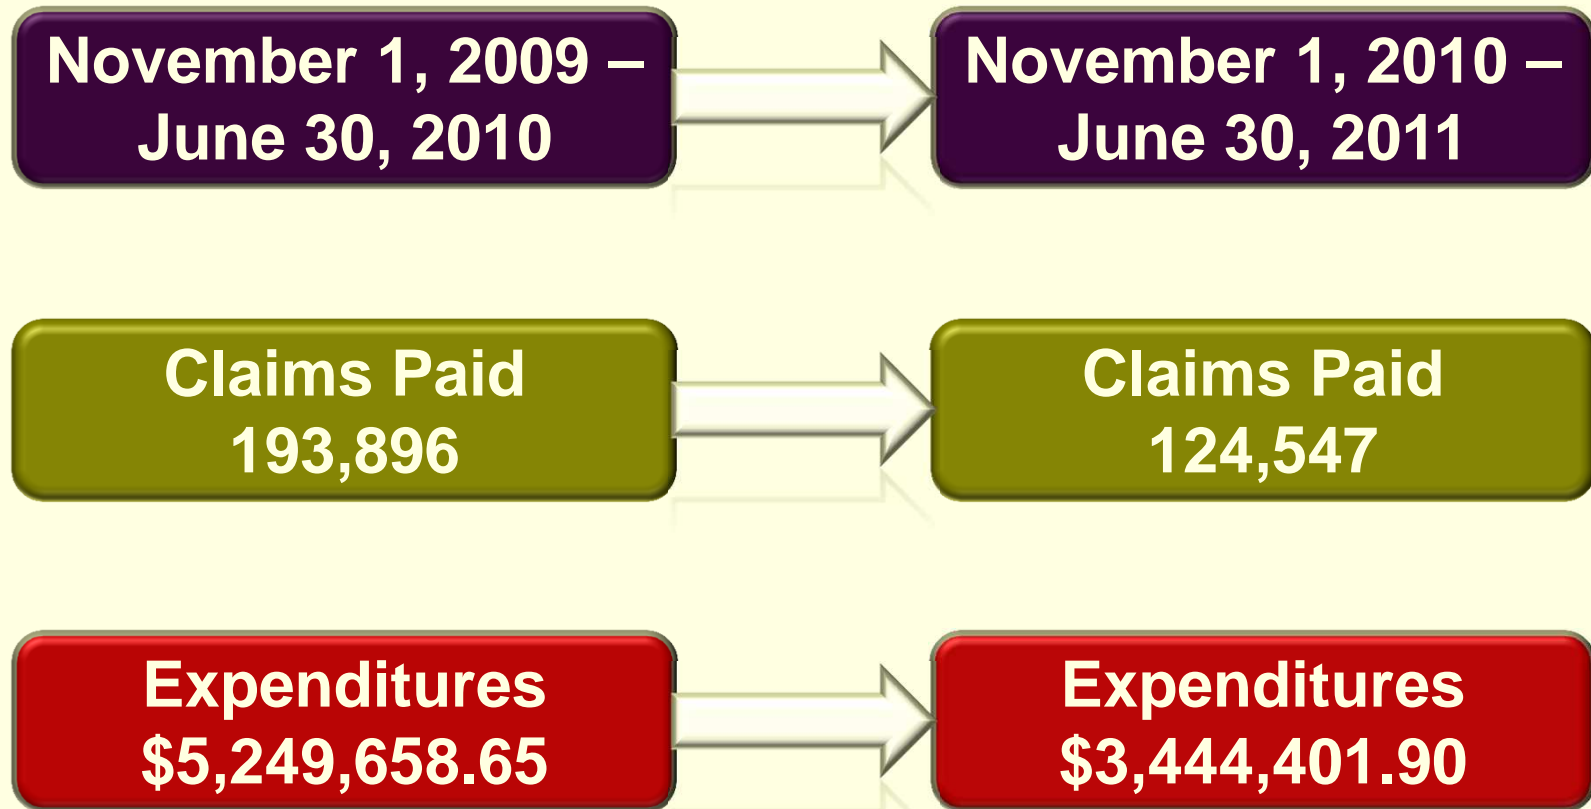 November 1, 2009 –
June 30, 2010
November 1, 2010 –
June 30, 2011
Claims Paid
193,896
Claims Paid
124,547
Expenditures
$5,249,658.65
Expenditures
$3,444,401.90